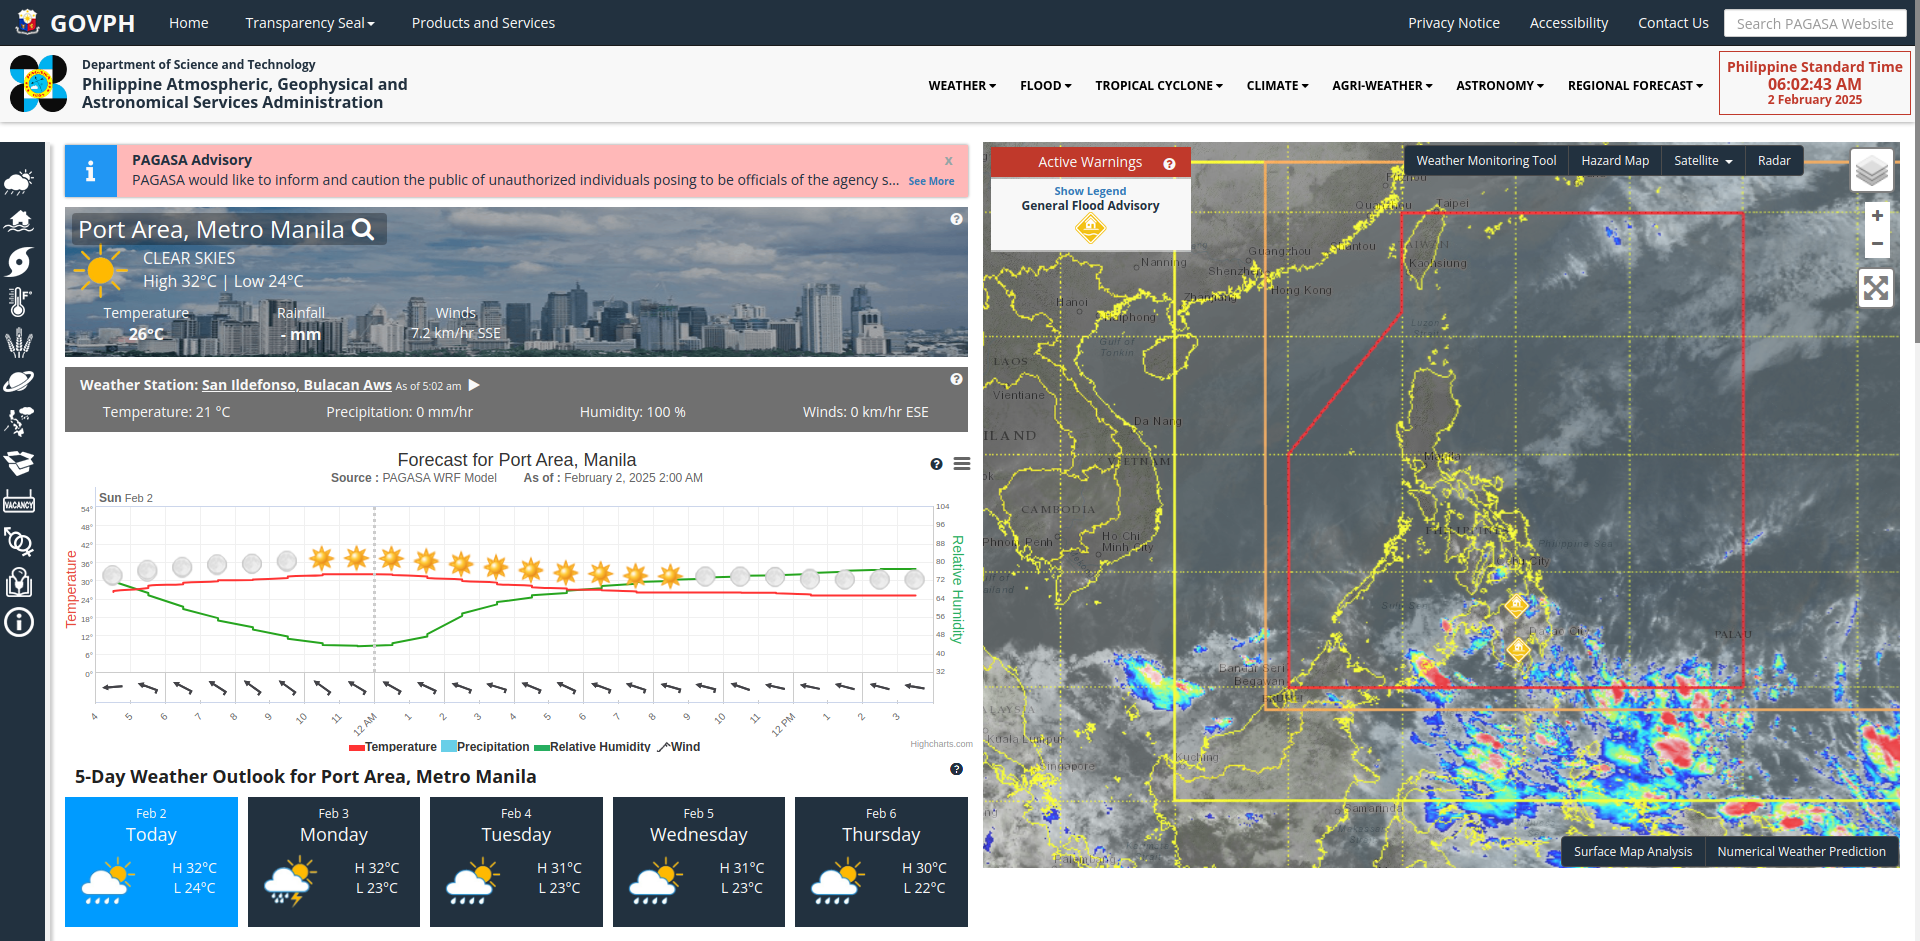 GOVPH Home Transparency Seal Products and Services Privacy Notice Accessibility Contact Us Search PAGASA Website
Department of Science and Technology
Philippine Atmospheric, Geophysical and
Astronomical Services Administration
WEATHER FLOOD TROPICAL CYCLONE CLIMATE AGRI-WEATHER ASTRONOMY REGIONAL FORECAST
Philippine Standard Time
06:02:43 AM
2 February 2025
VACANCY
PAGASA Advisory x
PAGASA would like to inform and caution the public of unauthorized individuals posing to be officials of the agency s... See More
Port Area, Metro Manila
CLEAR SKIES
High 32°C | Low 24°C
Temperature Rainfall Winds
26°C - mm 7.2 km/hr SSE
Weather Station: San Ildefonso, Bulacan Aws As of 5:02 am
Temperature: 21 °C Precipitation: 0 mm/hr Humidity: 100 % Winds: 0 km/hr ESE
Forecast for Port Area, Manila
Source : PAGASA WRF Model As of : February 2, 2025 2:00 AM
Sun Feb 2
Temperature
54°
48°
42°
36°
30°
24°
18°
12°
6°
0°
104
96
88
80
72
64
56
48
40
32
Relative Humidity
4 5 6 7 8 9 10 11 12 AM 1 2 3 4 5 6 7 8 9 10 11 12 PM 1 2 3
Temperature Precipitation Relative Humidity Wind
Highcharts.com
5-Day Weather Outlook for Port Area, Metro Manila
Feb 2
Today
H 32°C
L 24°C
Feb 3
Monday
H 32°C
L 23°C
Feb 4
Tuesday
H 31°C
L 23°C
Feb 5
Wednesday
H 31°C
L 23°C
Feb 6
Thursday
H 30°C
L 22°C
Active Warnings
Show Legend
General Flood Advisory
Weather Monitoring Tool Hazard Map Satellite Radar
+
−
Taipei
Guangzhou
Nanning
Shenzhen
Kaohsiung
Hong Kong
Hanoi
Gulf of
Tonkin
LAOS
Vientiane
Da Nang
VIETNAM
CAMBODIA
Ho Chi
Minh City
Manila
Philippine Sea
PALAU
Bandar Seri
Begawan
Kuala Lumpur
Kuching
Singapore
Samarinda
Palembang
Surface Map Analysis Numerical Weather Prediction